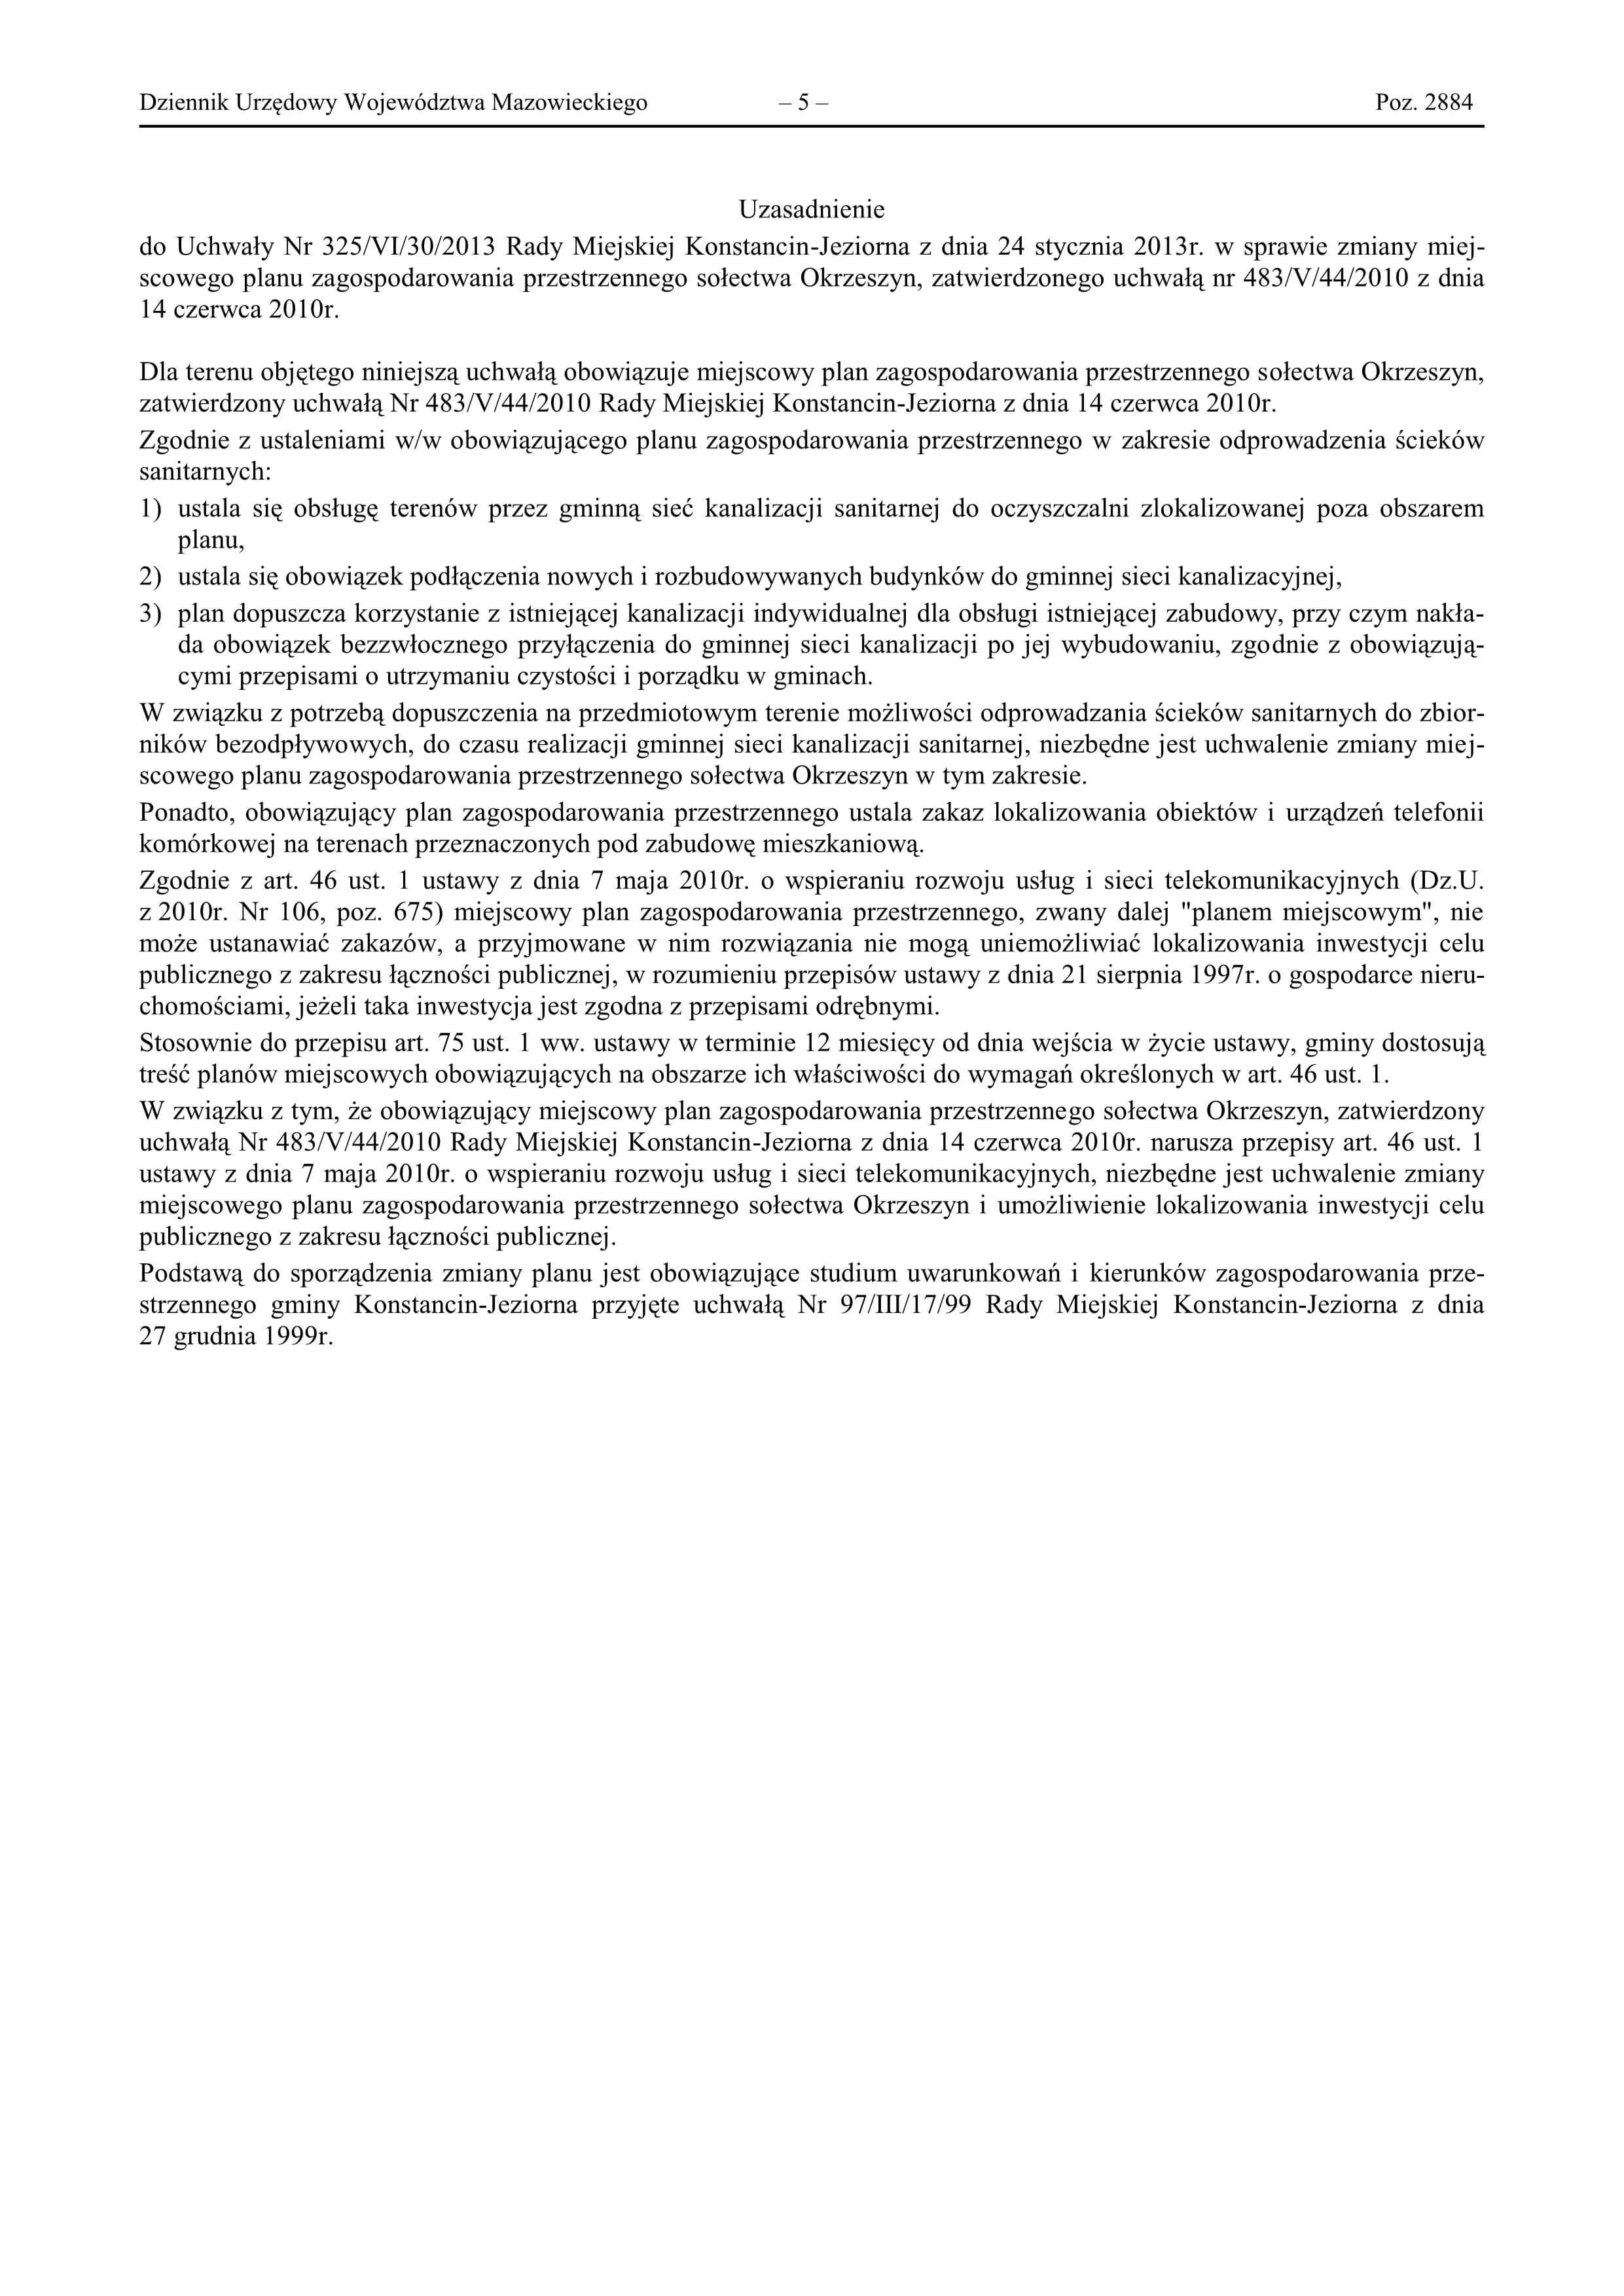 Dziennik Urzędowy Województwa Mazowieckiego – 5 – Poz. 2884
Uzasadnienie
do Uchwały Nr 325/VI/30/2013 Rady Miejskiej Konstancin-Jeziorna z dnia 24 stycznia 2013r. w sprawie zmiany miej-
scowego planu zagospodarowania przestrzennego sołectwa Okrzeszyn, zatwierdzonego uchwałą nr 483/V/44/2010 z dnia
14 czerwca 2010r.
Dla terenu objętego niniejszą uchwałą obowiązuje miejscowy plan zagospodarowania przestrzennego sołectwa Okrzeszyn,
zatwierdzony uchwałą Nr 483/V/44/2010 Rady Miejskiej Konstancin-Jeziorna z dnia 14 czerwca 2010r.
Zgodnie z ustaleniami w/w obowiązującego planu zagospodarowania przestrzennego w zakresie odprowadzenia ścieków
sanitarnych:
1) ustala się obsługę terenów przez gminną sieć kanalizacji sanitarnej do oczyszczalni zlokalizowanej poza obszarem
planu,
2) ustala się obowiązek podłączenia nowych i rozbudowywanych budynków do gminnej sieci kanalizacyjnej,
3) plan dopuszcza korzystanie z istniejącej kanalizacji indywidualnej dla obsługi istniejącej zabudowy, przy czym nakła-
da obowiązek bezzwłocznego przyłączenia do gminnej sieci kanalizacji po jej wybudowaniu, zgodnie z obowiązują-
cymi przepisami o utrzymaniu czystości i porządku w gminach.
W związku z potrzebą dopuszczenia na przedmiotowym terenie możliwości odprowadzania ścieków sanitarnych do zbior-
ników bezodpływowych, do czasu realizacji gminnej sieci kanalizacji sanitarnej, niezbędne jest uchwalenie zmiany miej-
scowego planu zagospodarowania przestrzennego sołectwa Okrzeszyn w tym zakresie.
Ponadto, obowiązujący plan zagospodarowania przestrzennego ustala zakaz lokalizowania obiektów i urządzeń telefonii
komórkowej na terenach przeznaczonych pod zabudowę mieszkaniową.
Zgodnie z art. 46 ust. 1 ustawy z dnia 7 maja 2010r. o wspieraniu rozwoju usług i sieci telekomunikacyjnych (Dz.U.
z 2010r. Nr 106, poz. 675) miejscowy plan zagospodarowania przestrzennego, zwany dalej "planem miejscowym", nie
może ustanawiać zakazów, a przyjmowane w nim rozwiązania nie mogą uniemożliwiać lokalizowania inwestycji celu
publicznego z zakresu łączności publicznej, w rozumieniu przepisów ustawy z dnia 21 sierpnia 1997r. o gospodarce nieru-
chomościami, jeżeli taka inwestycja jest zgodna z przepisami odrębnymi.
Stosownie do przepisu art. 75 ust. 1 ww. ustawy w terminie 12 miesięcy od dnia wejścia w życie ustawy, gminy dostosują
treść planów miejscowych obowiązujących na obszarze ich właściwości do wymagań określonych w art. 46 ust. 1.
W związku z tym, że obowiązujący miejscowy plan zagospodarowania przestrzennego sołectwa Okrzeszyn, zatwierdzony
uchwałą Nr 483/V/44/2010 Rady Miejskiej Konstancin-Jeziorna z dnia 14 czerwca 2010r. narusza przepisy art. 46 ust. 1
ustawy z dnia 7 maja 2010r. o wspieraniu rozwoju usług i sieci telekomunikacyjnych, niezbędne jest uchwalenie zmiany
miejscowego planu zagospodarowania przestrzennego sołectwa Okrzeszyn i umożliwienie lokalizowania inwestycji celu
publicznego z zakresu łączności publicznej.
Podstawą do sporządzenia zmiany planu jest obowiązujące studium uwarunkowań i kierunków zagospodarowania prze-
strzennego gminy Konstancin-Jeziorna przyjęte uchwałą Nr 97/III/17/99 Rady Miejskiej Konstancin-Jeziorna z dnia
27 grudnia 1999r.